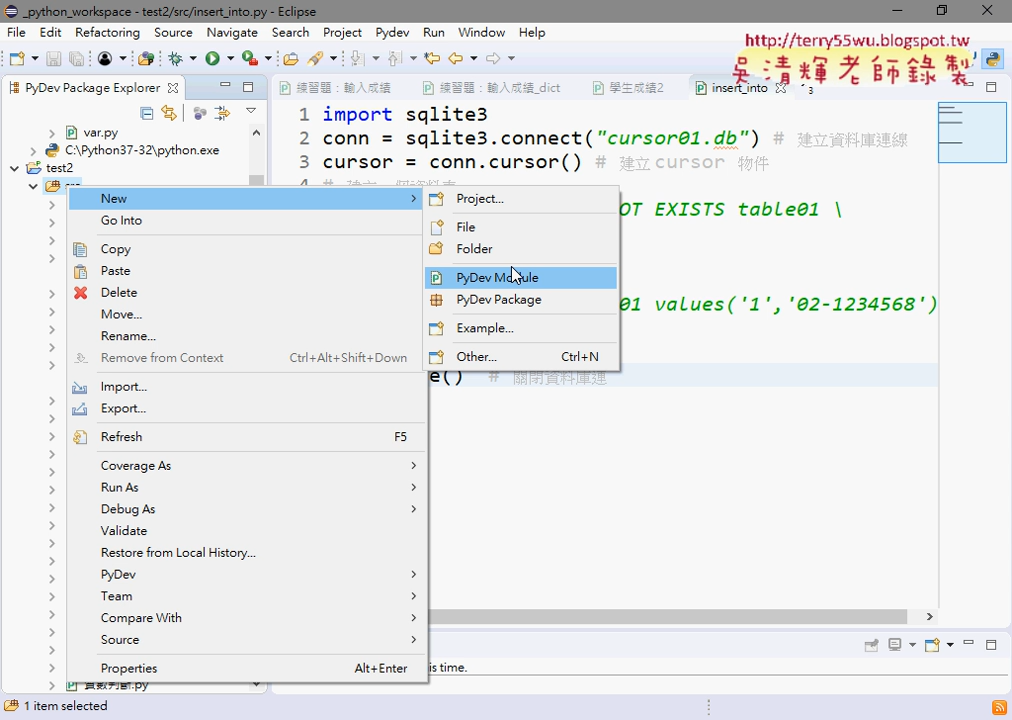 _python_workspace - test2/src/insert_into.py - Eclipse
File Edit Refactoring Source Navigate Search Project Pydev Run Window Help
http://terry55wu.blogspot.tw
吳清輝老師錄製
PyDev Package Explorer
練習題：輸入成績
練習題：輸入成績_dict
學生成績2
insert_into
3
var.py
C:\Python37-32\python.exe
test2
1 import sqlite3
2 conn = sqlite3.connect("cursor01.db") # 建立資料庫連線
3 cursor = conn.cursor() # 建立 cursor 物件
OT EXISTS table01 \
01 values('1','02-1234568')
e() # 關閉資料庫連
New
Go Into
Copy
Paste
Delete
Move...
Rename...
Remove from Context Ctrl+Alt+Shift+Down
Import...
Export...
Refresh F5
Coverage As
Run As
Debug As
Validate
Restore from Local History...
PyDev
Team
Compare With
Source
Properties Alt+Enter
Project...
File
Folder
PyDev Module
PyDev Package
Example...
Other... Ctrl+N
is time.
質數判斷.py
1 item selected